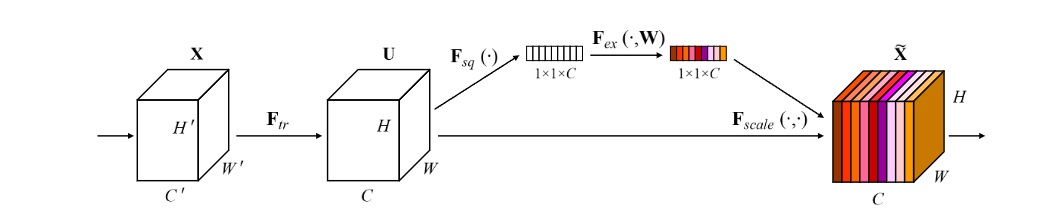 X
H′
W′
C′
F_tr
U
H
W
C
F_sq (·)
1×1×C
F_ex (·,W)
1×1×C
F_scale (·,·)
X̃
H
W
C